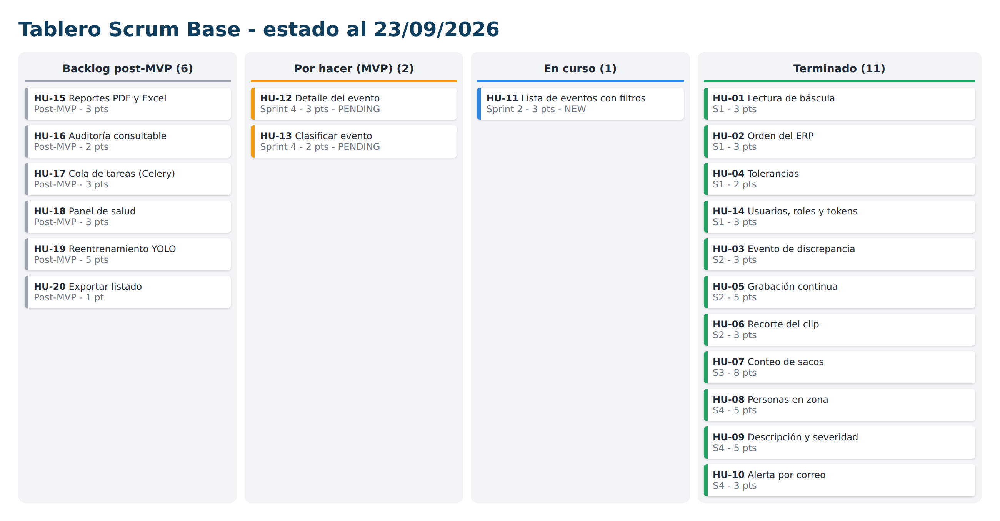 Tablero Scrum Base - estado al 23/09/2026
Backlog post-MVP (6)
HU-15 Reportes PDF y Excel
Post-MVP - 3 pts
HU-16 Auditoría consultable
Post-MVP - 2 pts
HU-17 Cola de tareas (Celery)
Post-MVP - 3 pts
HU-18 Panel de salud
Post-MVP - 3 pts
HU-19 Reentrenamiento YOLO
Post-MVP - 5 pts
HU-20 Exportar listado
Post-MVP - 1 pt
Por hacer (MVP) (2)
HU-12 Detalle del evento
Sprint 4 - 3 pts - PENDING
HU-13 Clasificar evento
Sprint 4 - 2 pts - PENDING
En curso (1)
HU-11 Lista de eventos con filtros
Sprint 2 - 3 pts - NEW
Terminado (11)
HU-01 Lectura de báscula
S1 - 3 pts
HU-02 Orden del ERP
S1 - 3 pts
HU-04 Tolerancias
S1 - 2 pts
HU-14 Usuarios, roles y tokens
S1 - 3 pts
HU-03 Evento de discrepancia
S2 - 3 pts
HU-05 Grabación continua
S2 - 5 pts
HU-06 Recorte del clip
S2 - 3 pts
HU-07 Conteo de sacos
S3 - 8 pts
HU-08 Personas en zona
S4 - 5 pts
HU-09 Descripción y severidad
S4 - 5 pts
HU-10 Alerta por correo
S4 - 3 pts